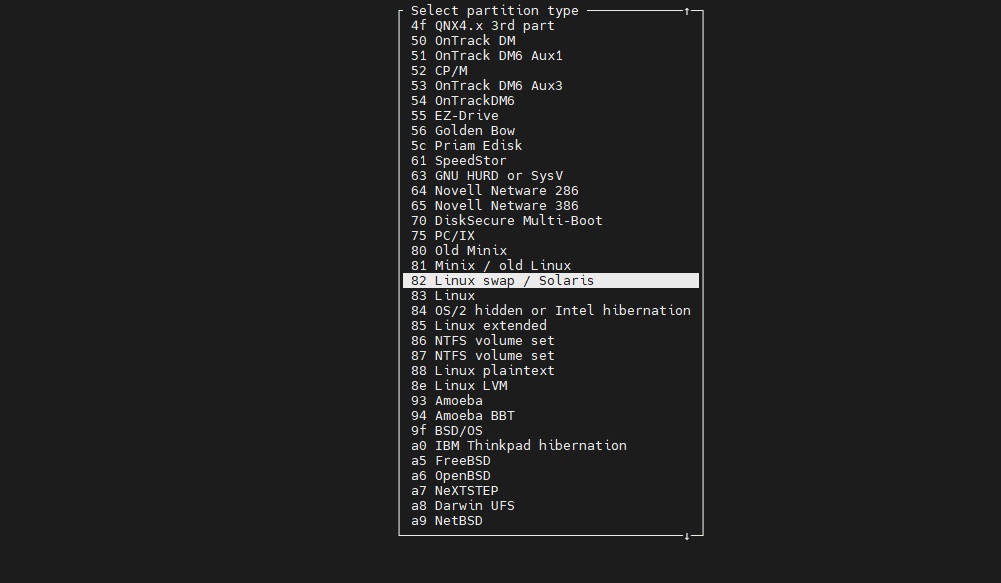 Select partition type ↑
4f QNX4.x 3rd part
50 OnTrack DM
51 OnTrack DM6 Aux1
52 CP/M
53 OnTrack DM6 Aux3
54 OnTrackDM6
55 EZ-Drive
56 Golden Bow
5c Priam Edisk
61 SpeedStor
63 GNU HURD or SysV
64 Novell Netware 286
65 Novell Netware 386
70 DiskSecure Multi-Boot
75 PC/IX
80 Old Minix
81 Minix / old Linux
82 Linux swap / Solaris
83 Linux
84 OS/2 hidden or Intel hibernation
85 Linux extended
86 NTFS volume set
87 NTFS volume set
88 Linux plaintext
8e Linux LVM
93 Amoeba
94 Amoeba BBT
9f BSD/OS
a0 IBM Thinkpad hibernation
a5 FreeBSD
a6 OpenBSD
a7 NeXTSTEP
a8 Darwin UFS
a9 NetBSD
↓